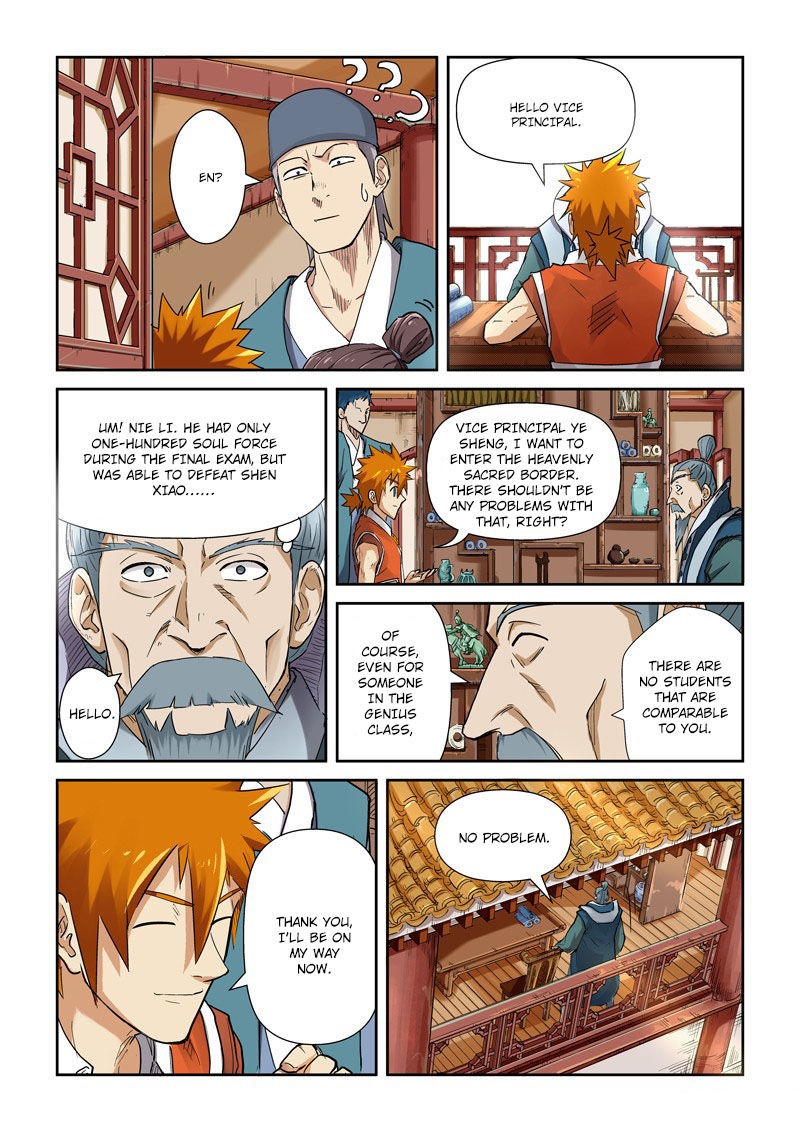 ???
EN?
HELLO VICE
PRINCIPAL.
UM! NIE LI. HE HAD ONLY
ONE-HUNDRED SOUL FORCE
DURING THE FINAL EXAM, BUT
WAS ABLE TO DEFEAT SHEN
XIAO......
HELLO.
VICE PRINCIPAL YE
SHENG, I WANT TO
ENTER THE HEAVENLY
SACRED BORDER.
THERE SHOULDN'T BE
ANY PROBLEMS WITH
THAT, RIGHT?
OF
COURSE,
EVEN FOR
SOMEONE
IN THE
GENIUS
CLASS,
THERE ARE
NO STUDENTS
THAT ARE
COMPARABLE
TO YOU.
THANK YOU,
I'LL BE ON
MY WAY
NOW.
NO PROBLEM.